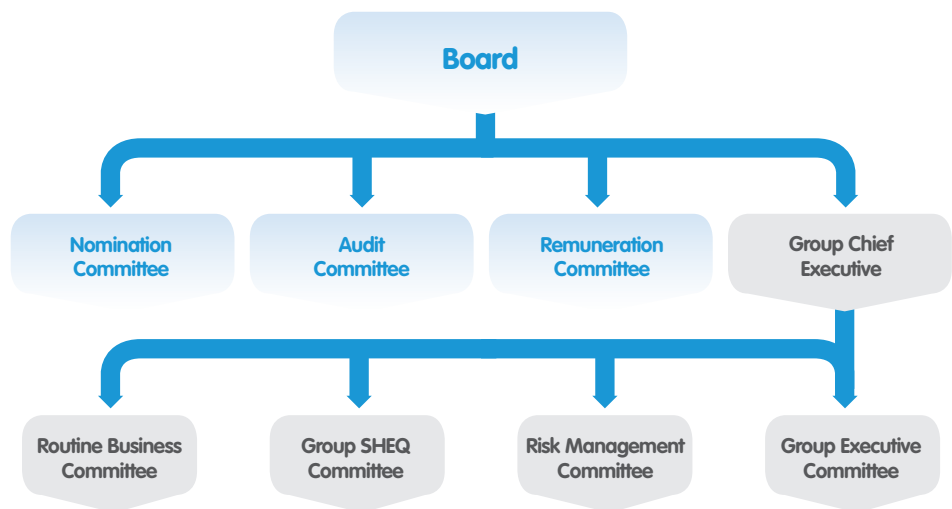 Board
Nomination
Committee
Audit
Committee
Remuneration
Committee
Group Chief
Executive
Routine Business
Committee
Group SHEQ
Committee
Risk Management
Committee
Group Executive
Committee